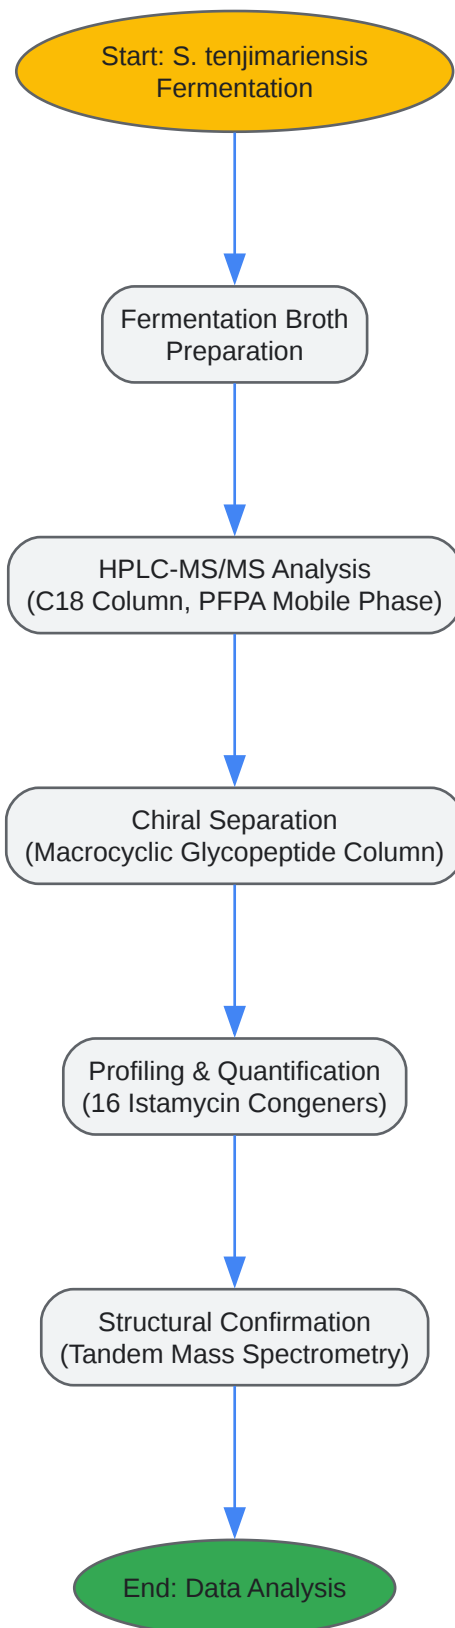 Start: S. tenjimariensis
Fermentation
Fermentation Broth
Preparation
HPLC-MS/MS Analysis
(C18 Column, PFPA Mobile Phase)
Chiral Separation
(Macrocyclic Glycopeptide Column)
Profiling & Quantification
(16 Istamycin Congeners)
Structural Confirmation
(Tandem Mass Spectrometry)
End: Data Analysis